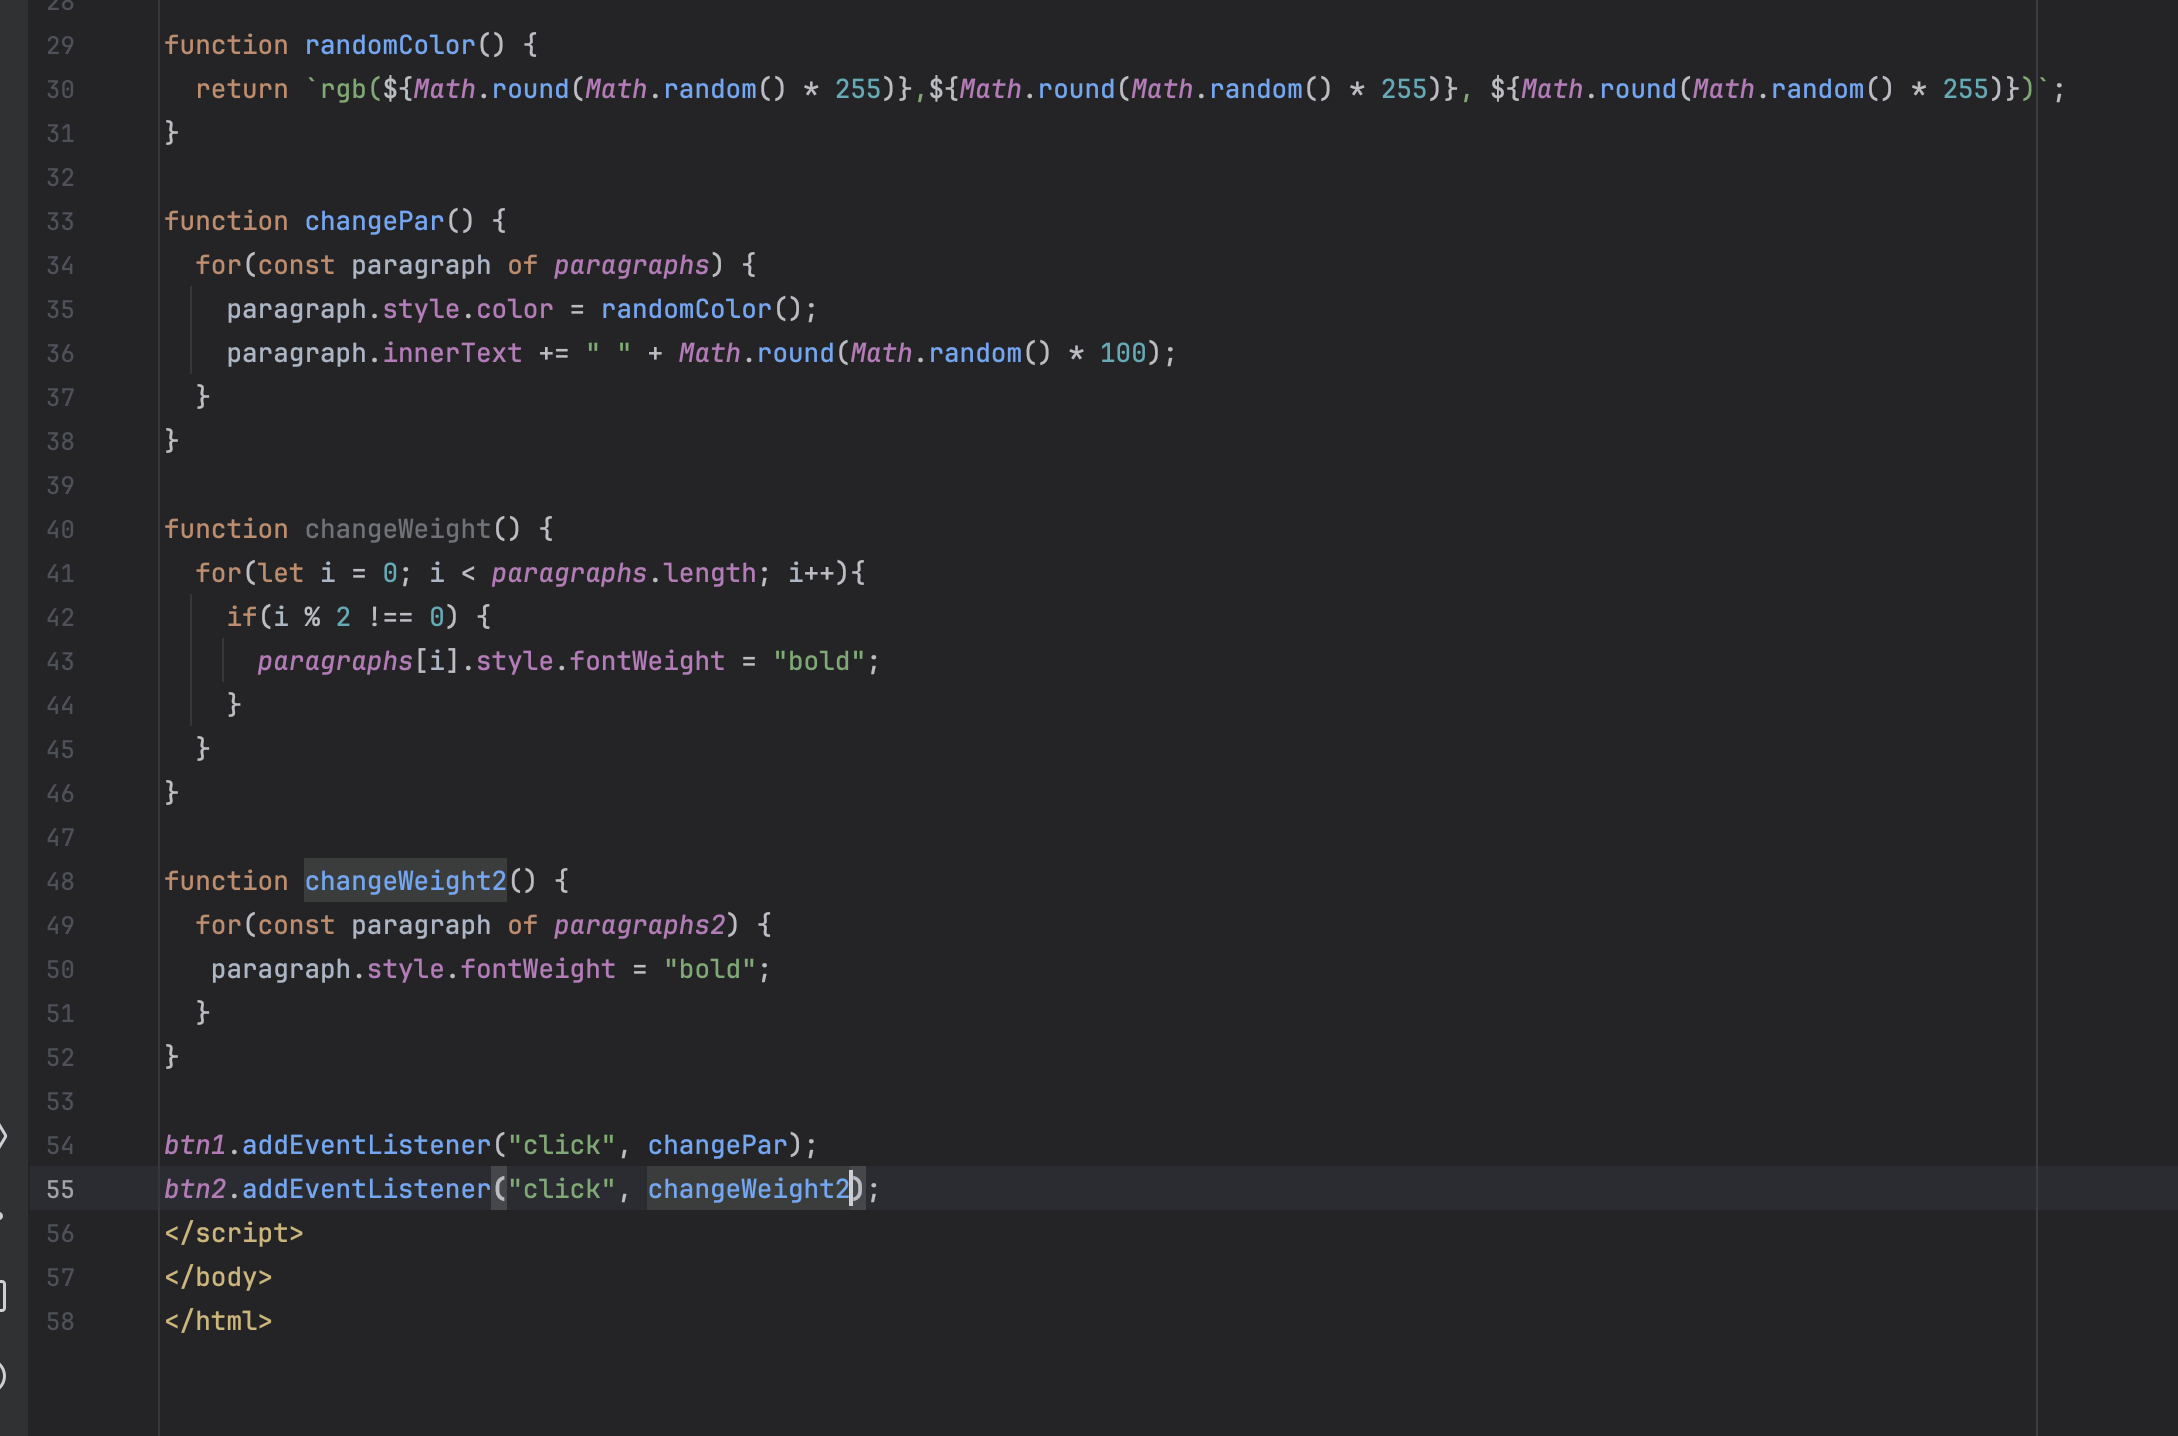 28
29 function randomColor() {
30 return `rgb(${Math.round(Math.random() * 255)},${Math.round(Math.random() * 255)}, ${Math.round(Math.random() * 255)})`;
31 }
32
33 function changePar() {
34 for(const paragraph of paragraphs) {
35 paragraph.style.color = randomColor();
36 paragraph.innerText += " " + Math.round(Math.random() * 100);
37 }
38 }
39
40 function changeWeight() {
41 for(let i = 0; i < paragraphs.length; i++){
42 if(i % 2 !== 0) {
43 paragraphs[i].style.fontWeight = "bold";
44 }
45 }
46 }
47
48 function changeWeight2() {
49 for(const paragraph of paragraphs2) {
50 paragraph.style.fontWeight = "bold";
51 }
52 }
53
54 btn1.addEventListener("click", changePar);
55 btn2.addEventListener("click", changeWeight2);
56 </script>
57 </body>
58 </html>